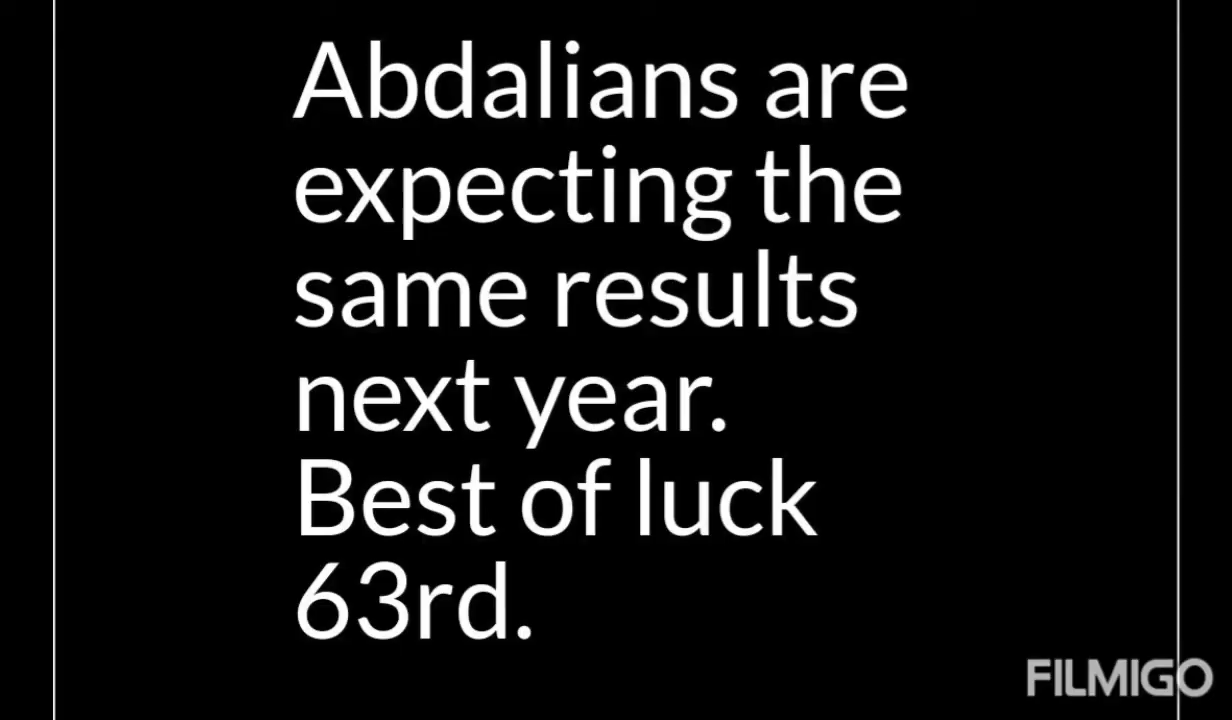 Abdalians are
expecting the
same results
next year.
Best of luck
63rd.
FILMIGO